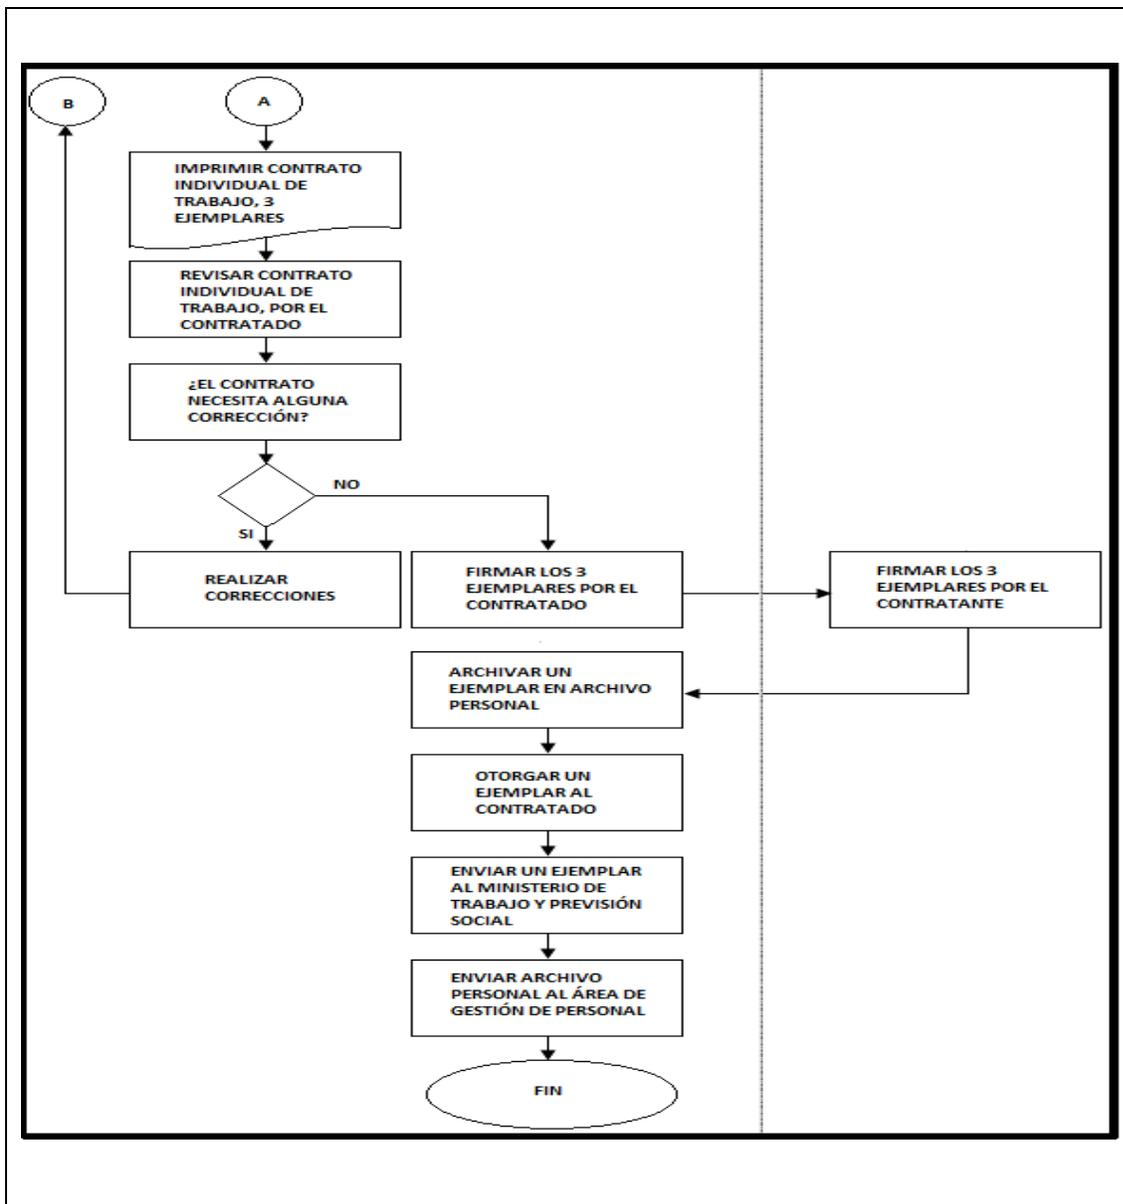 B
A
IMPRIMIR CONTRATO
INDIVIDUAL DE
TRABAJO, 3
EJEMPLARES
REVISAR CONTRATO
INDIVIDUAL DE
TRABAJO, POR EL
CONTRATADO
¿EL CONTRATO
NECESITA ALGUNA
CORRECCIÓN?
NO
SI
REALIZAR
CORRECCIONES
FIRMAR LOS 3
EJEMPLARES POR EL
CONTRATADO
FIRMAR LOS 3
EJEMPLARES POR EL
CONTRATANTE
ARCHIVAR UN
EJEMPLAR EN ARCHIVO
PERSONAL
OTORGAR UN
EJEMPLAR AL
CONTRATADO
ENVIAR UN EJEMPLAR
AL MINISTERIO DE
TRABAJO Y PREVISIÓN
SOCIAL
ENVIAR ARCHIVO
PERSONAL AL ÁREA DE
GESTIÓN DE PERSONAL
FIN